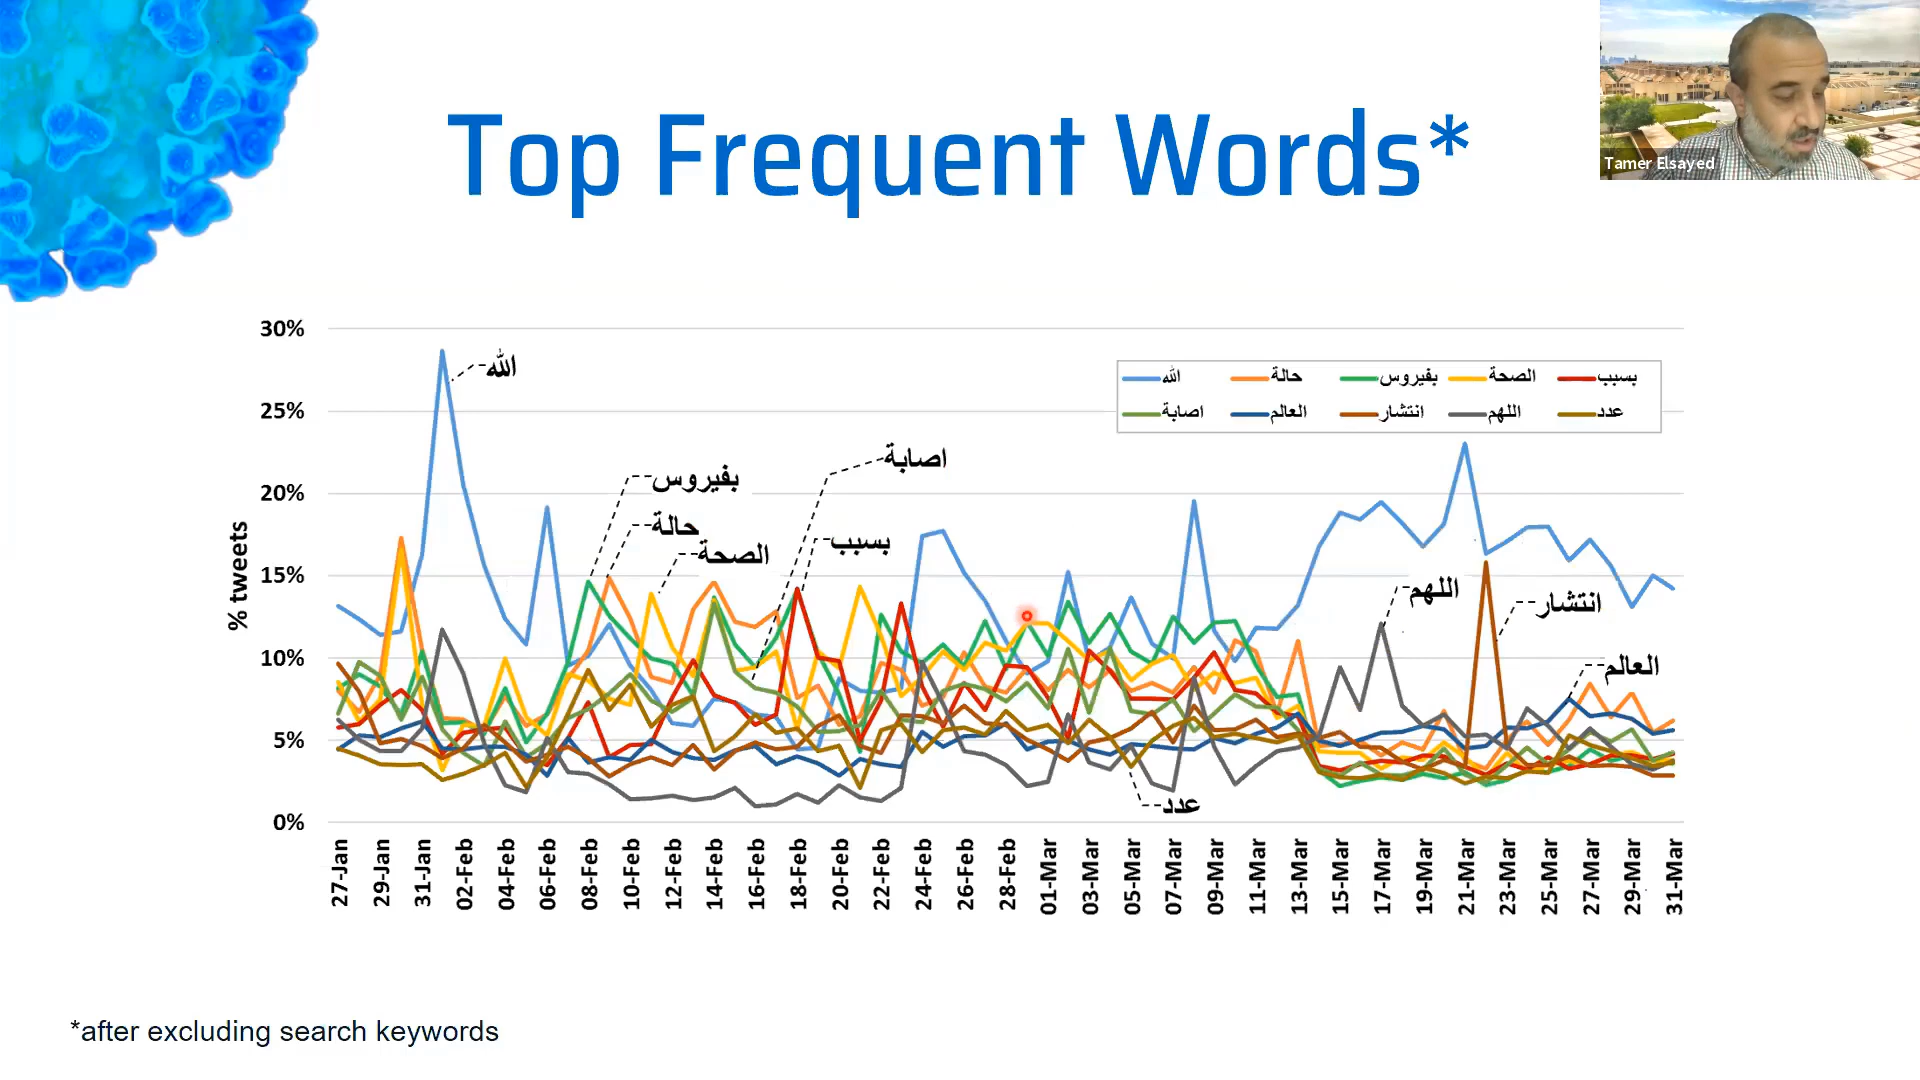 Top Frequent Words*
Tamer Elsayed
30%
25%
20%
15%
10%
5%
0%
% tweets
الله
بفيروس
حالة
الصحة
اصابة
بسبب
اللهم
انتشار
العالم
عدد
الله حالة بفيروس الصحة بسبب
اصابة العالم انتشار اللهم عدد
27-Jan 29-Jan 31-Jan 02-Feb 04-Feb 06-Feb 08-Feb 10-Feb 12-Feb 14-Feb 16-Feb 18-Feb 20-Feb 22-Feb 24-Feb 26-Feb 28-Feb 01-Mar 03-Mar 05-Mar 07-Mar 09-Mar 11-Mar 13-Mar 15-Mar 17-Mar 19-Mar 21-Mar 23-Mar 25-Mar 27-Mar 29-Mar 31-Mar
*after excluding search keywords